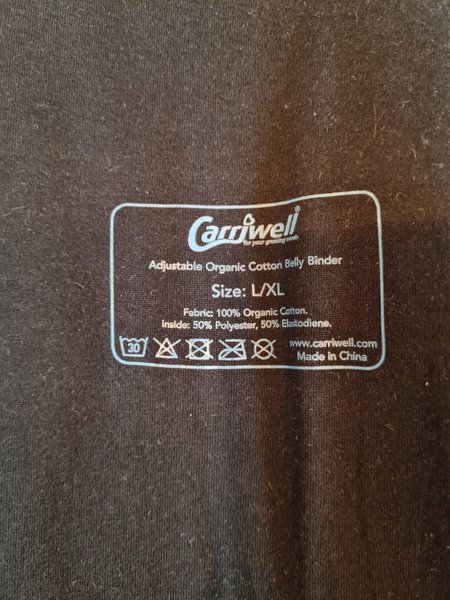 Carriwell®
for your growing needs
Adjustable Organic Cotton Belly Binder
Size: L/XL
Fabric: 100% Organic Cotton.
Inside: 50% Polyester, 50% Elastodiene.
30
www.carriwell.com
Made in China